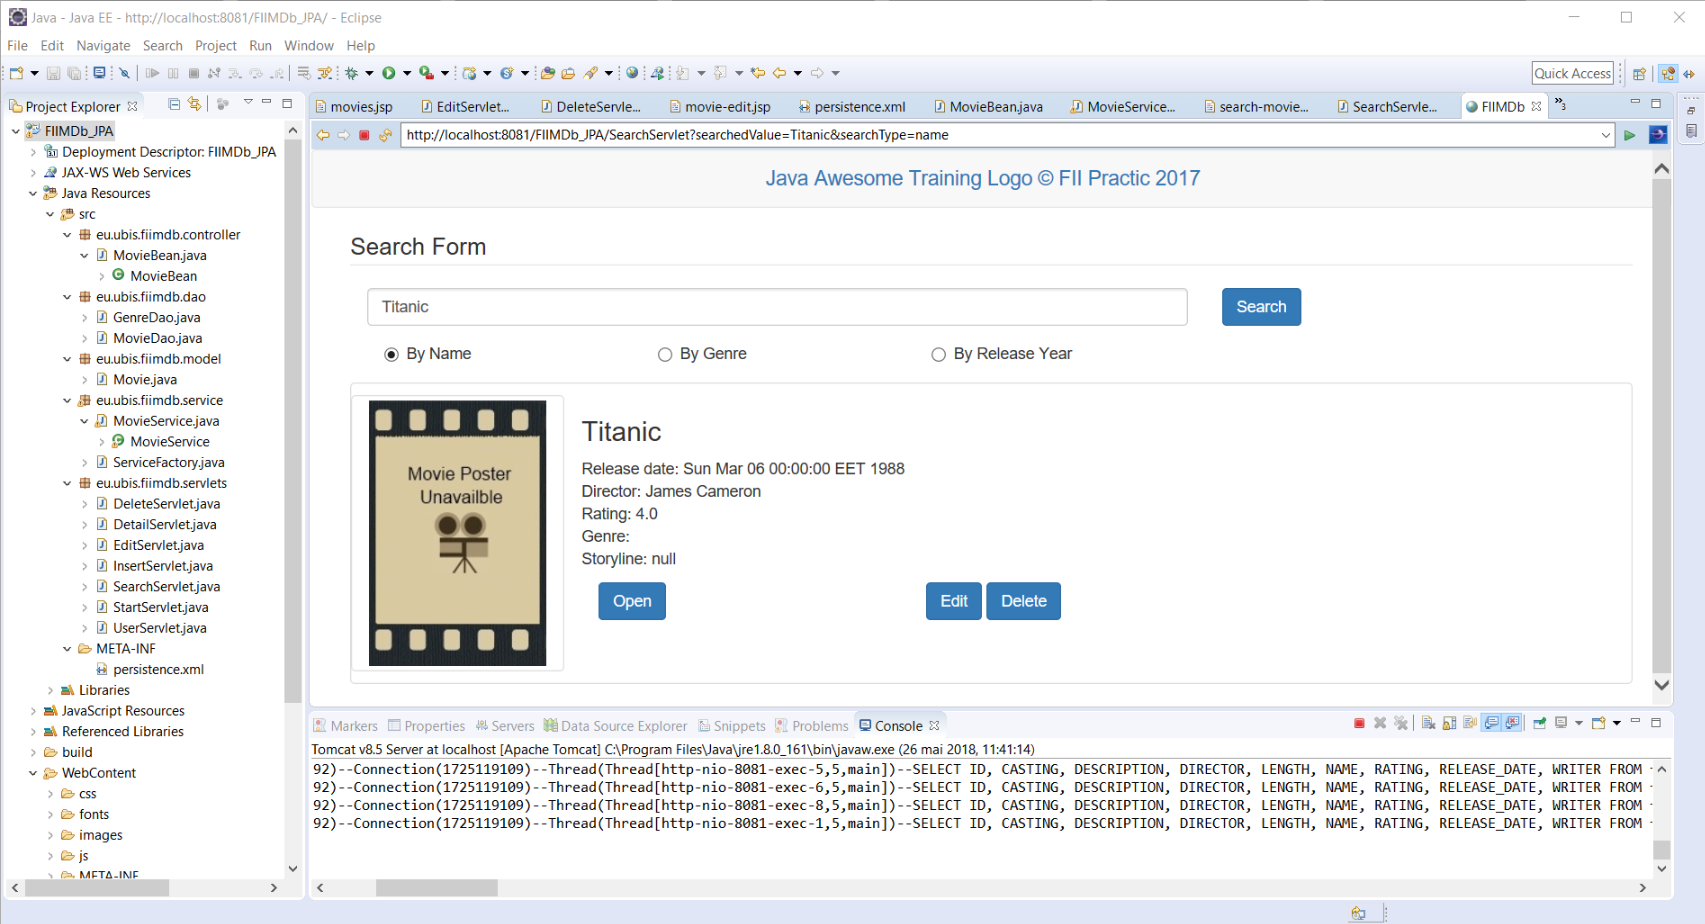 Java - Java EE - http://localhost:8081/FIIMDb_JPA/ - Eclipse
File Edit Navigate Search Project Run Window Help
Quick Access
Project Explorer
FIIMDb_JPA
Deployment Descriptor: FIIMDb_JPA
JAX-WS Web Services
Java Resources
src
eu.ubis.fiimdb.controller
MovieBean.java
MovieBean
eu.ubis.fiimdb.dao
GenreDao.java
MovieDao.java
eu.ubis.fiimdb.model
Movie.java
eu.ubis.fiimdb.service
MovieService.java
MovieService
ServiceFactory.java
eu.ubis.fiimdb.servlets
DeleteServlet.java
DetailServlet.java
EditServlet.java
InsertServlet.java
SearchServlet.java
StartServlet.java
UserServlet.java
META-INF
persistence.xml
Libraries
JavaScript Resources
Referenced Libraries
build
WebContent
css
fonts
images
js
META-INF
movies.jsp EditServlet... DeleteServle... movie-edit.jsp persistence.xml MovieBean.java MovieService... search-movie... SearchServle... FIIMDb »3
http://localhost:8081/FIIMDb_JPA/SearchServlet?searchedValue=Titanic&searchType=name
Java Awesome Training Logo © FII Practic 2017
Search Form
Titanic Search
By Name By Genre By Release Year
Movie Poster
Unavailble
Titanic
Release date: Sun Mar 06 00:00:00 EET 1988
Director: James Cameron
Rating: 4.0
Genre:
Storyline: null
Open Edit Delete
Markers Properties Servers Data Source Explorer Snippets Problems Console
Tomcat v8.5 Server at localhost [Apache Tomcat] C:\Program Files\Java\jre1.8.0_161\bin\javaw.exe (26 mai 2018, 11:41:14)
92)--Connection(1725119109)--Thread(Thread[http-nio-8081-exec-5,5,main])--SELECT ID, CASTING, DESCRIPTION, DIRECTOR, LENGTH, NAME, RATING, RELEASE_DATE, WRITER FROM
92)--Connection(1725119109)--Thread(Thread[http-nio-8081-exec-6,5,main])--SELECT ID, CASTING, DESCRIPTION, DIRECTOR, LENGTH, NAME, RATING, RELEASE_DATE, WRITER FROM
92)--Connection(1725119109)--Thread(Thread[http-nio-8081-exec-8,5,main])--SELECT ID, CASTING, DESCRIPTION, DIRECTOR, LENGTH, NAME, RATING, RELEASE_DATE, WRITER FROM
92)--Connection(1725119109)--Thread(Thread[http-nio-8081-exec-1,5,main])--SELECT ID, CASTING, DESCRIPTION, DIRECTOR, LENGTH, NAME, RATING, RELEASE_DATE, WRITER FROM